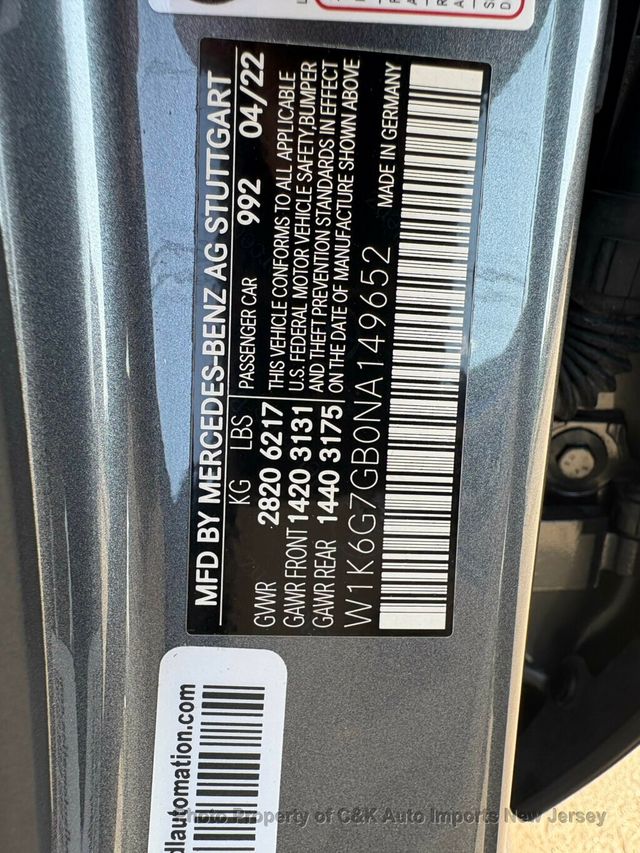 MFD BY MERCEDES-BENZ AG STUTTGART
KG LBS PASSENGER CAR 992 04/22
GVWR 2820 6217 THIS VEHICLE CONFORMS TO ALL APPLICABLE
GAWR FRONT 1420 3131 U.S. FEDERAL MOTOR VEHICLE SAFETY, BUMPER
GAWR REAR 1440 3175 AND THEFT PREVENTION STANDARDS IN EFFECT
ON THE DATE OF MANUFACTURE SHOWN ABOVE
W1K6G7GB0NA149652 MADE IN GERMANY
dlautomation.com
Photo Property of C&K Auto Imports New Jersey